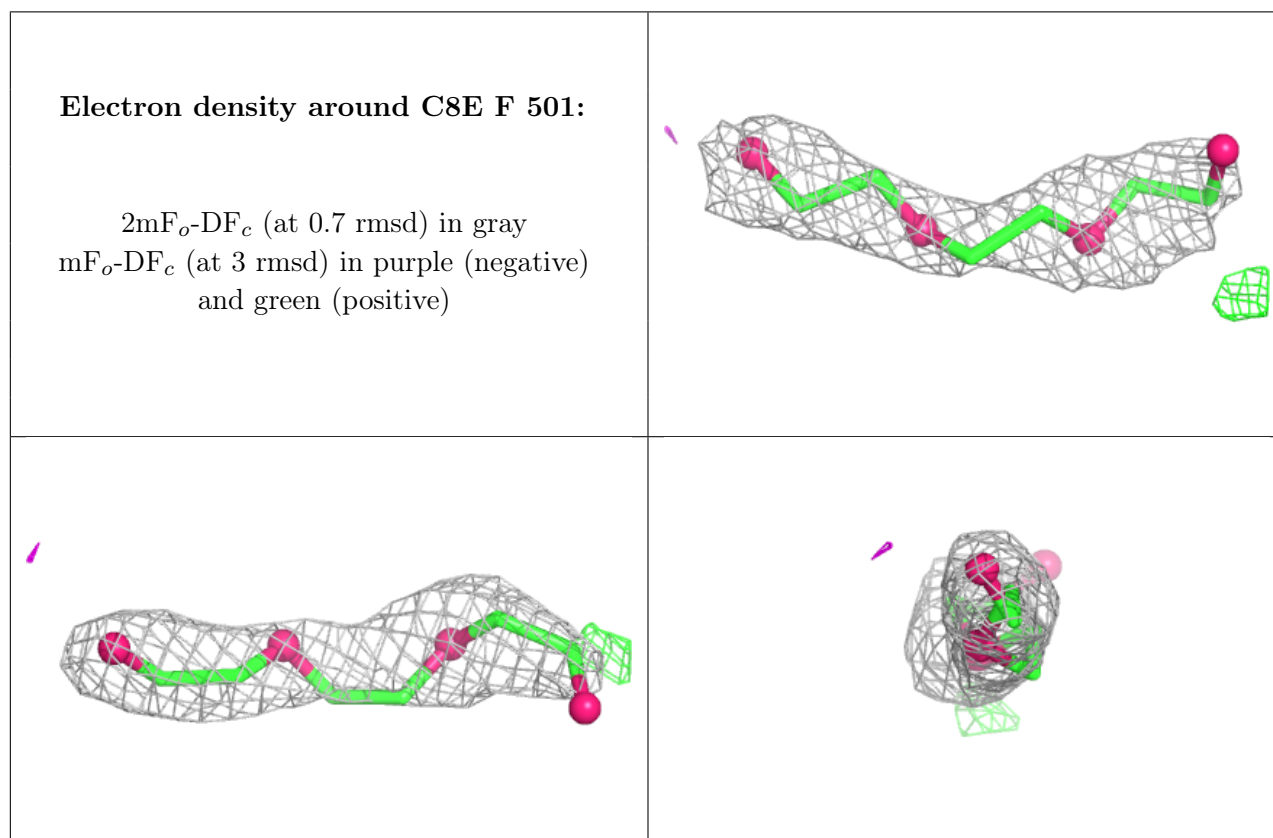 Electron density around C8E F 501:
2mFo-DFc (at 0.7 rmsd) in gray
mFo-DFc (at 3 rmsd) in purple (negative)
and green (positive)